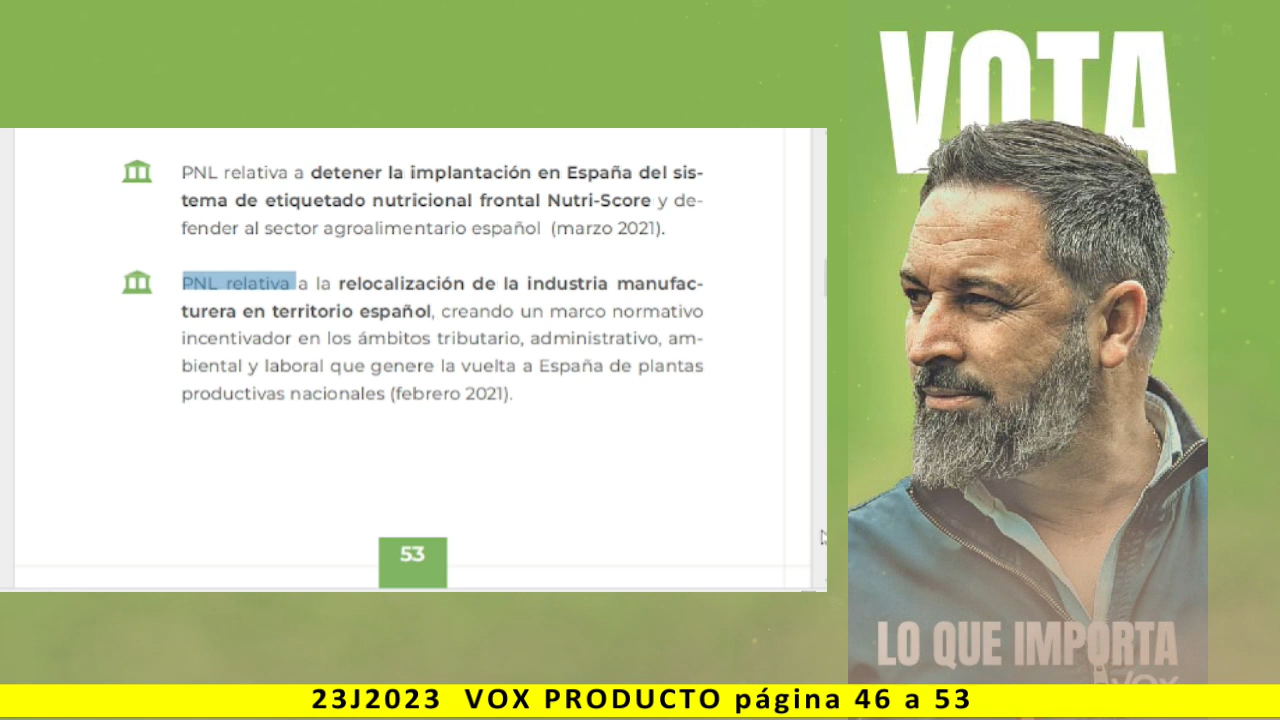 VOTA
PNL relativa a detener la implantación en España del sis-
tema de etiquetado nutricional frontal Nutri-Score y de-
fender al sector agroalimentario español (marzo 2021).
PNL relativa a la relocalización de la industria manufac-
turera en territorio español, creando un marco normativo
incentivador en los ámbitos tributario, administrativo, am-
biental y laboral que genere la vuelta a España de plantas
productivas nacionales (febrero 2021).
53
LO QUE IMPORTA
VOX
23J2023 VOX PRODUCTO página 46 a 53